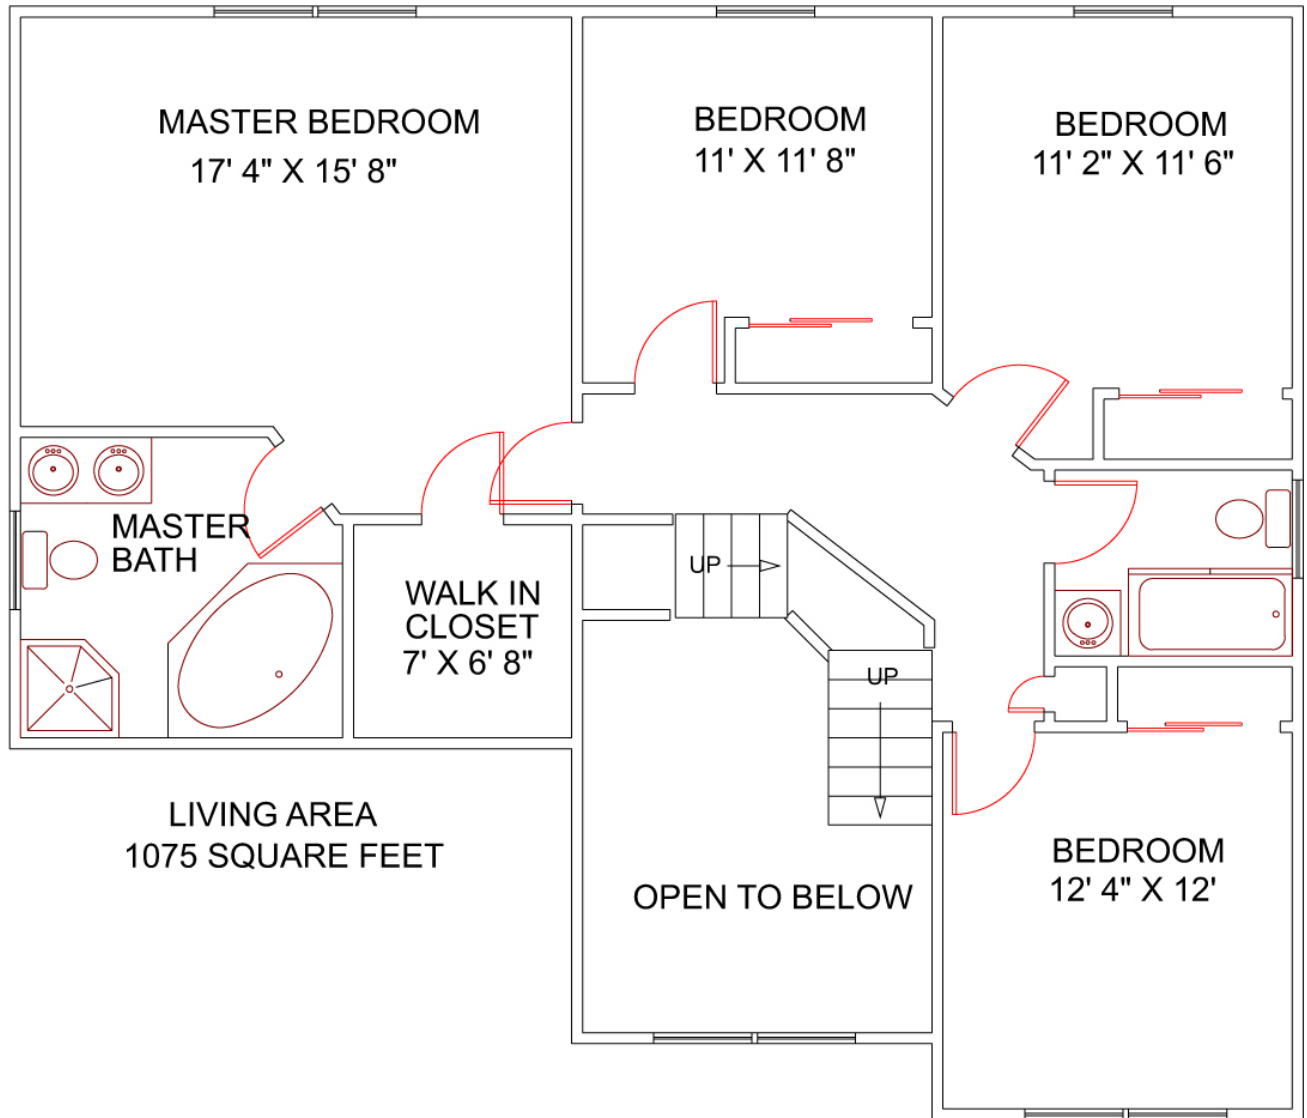 MASTER BEDROOM
17' 4" X 15' 8"
BEDROOM
11' X 11' 8"
BEDROOM
11' 2" X 11' 6"
MASTER
BATH
WALK IN
CLOSET
7' X 6' 8"
UP
UP
LIVING AREA
1075 SQUARE FEET
OPEN TO BELOW
BEDROOM
12' 4" X 12'